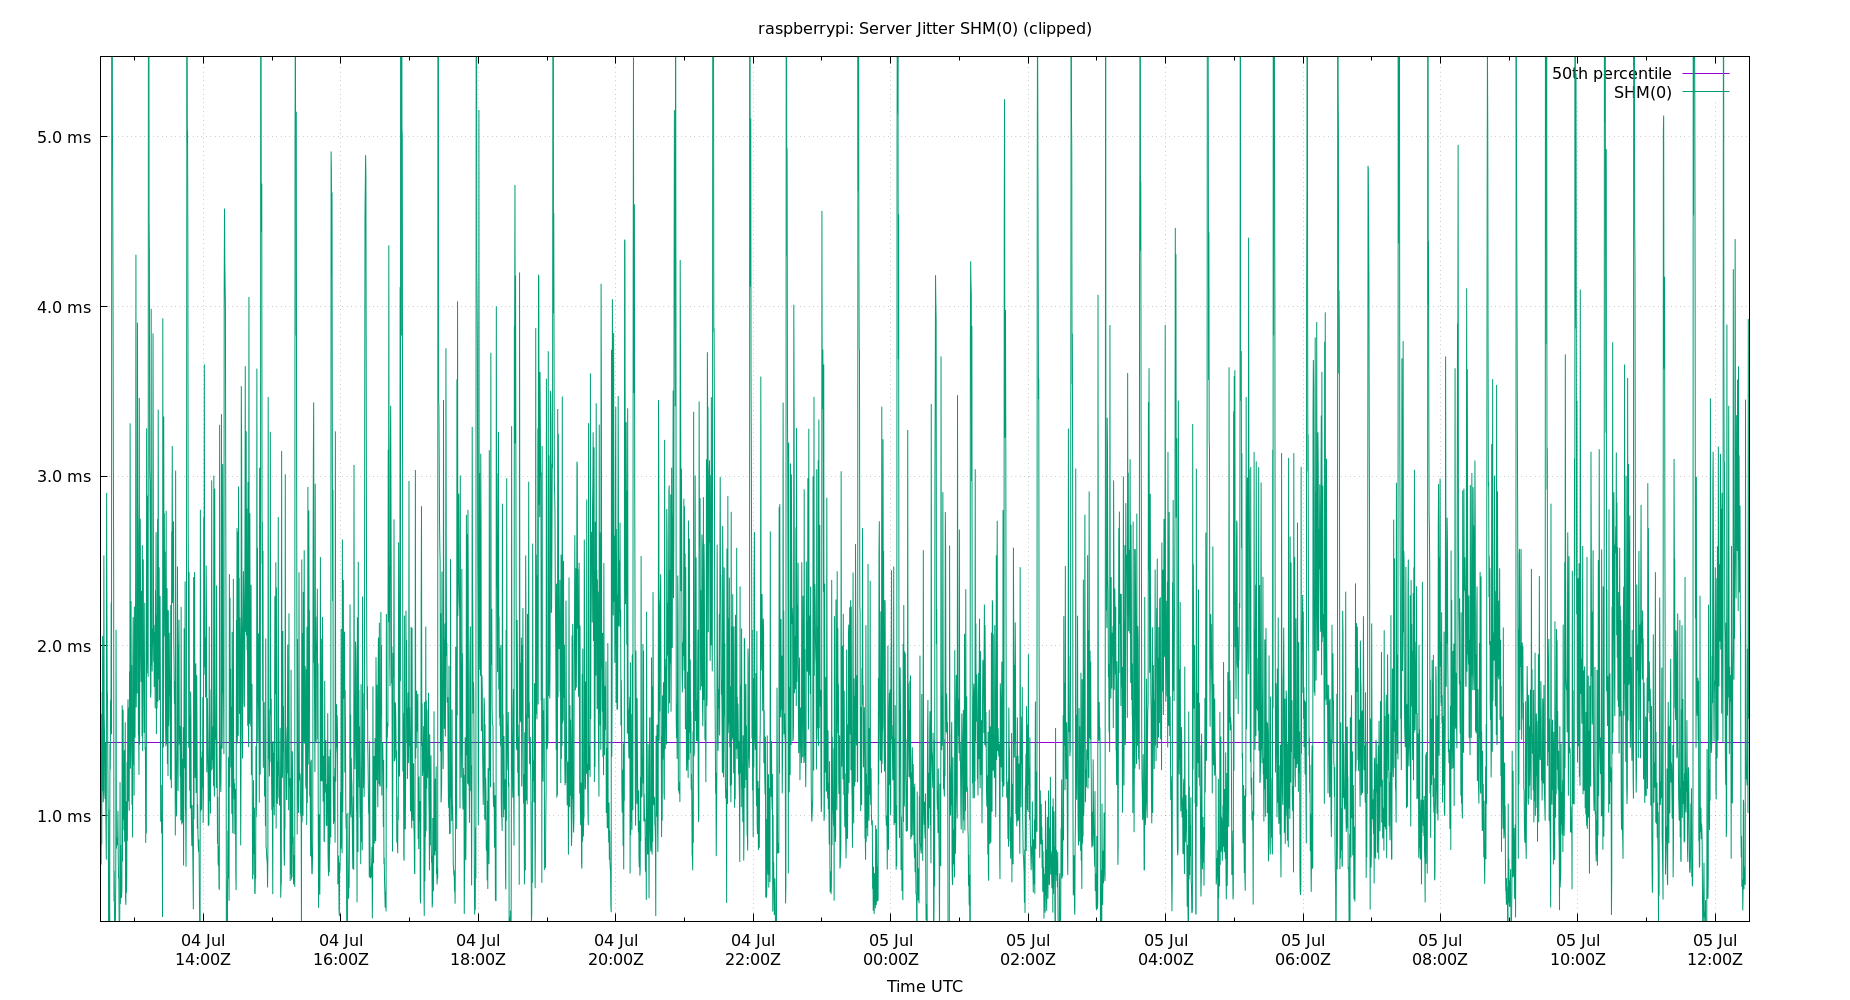 raspberrypi: Server Jitter SHM(0) (clipped)
50th percentile
SHM(0)
5.0 ms
4.0 ms
3.0 ms
2.0 ms
1.0 ms
04 Jul 04 Jul 04 Jul 04 Jul 04 Jul 05 Jul 05 Jul 05 Jul 05 Jul 05 Jul 05 Jul 05 Jul
14:00Z 16:00Z 18:00Z 20:00Z 22:00Z 00:00Z 02:00Z 04:00Z 06:00Z 08:00Z 10:00Z 12:00Z
Time UTC